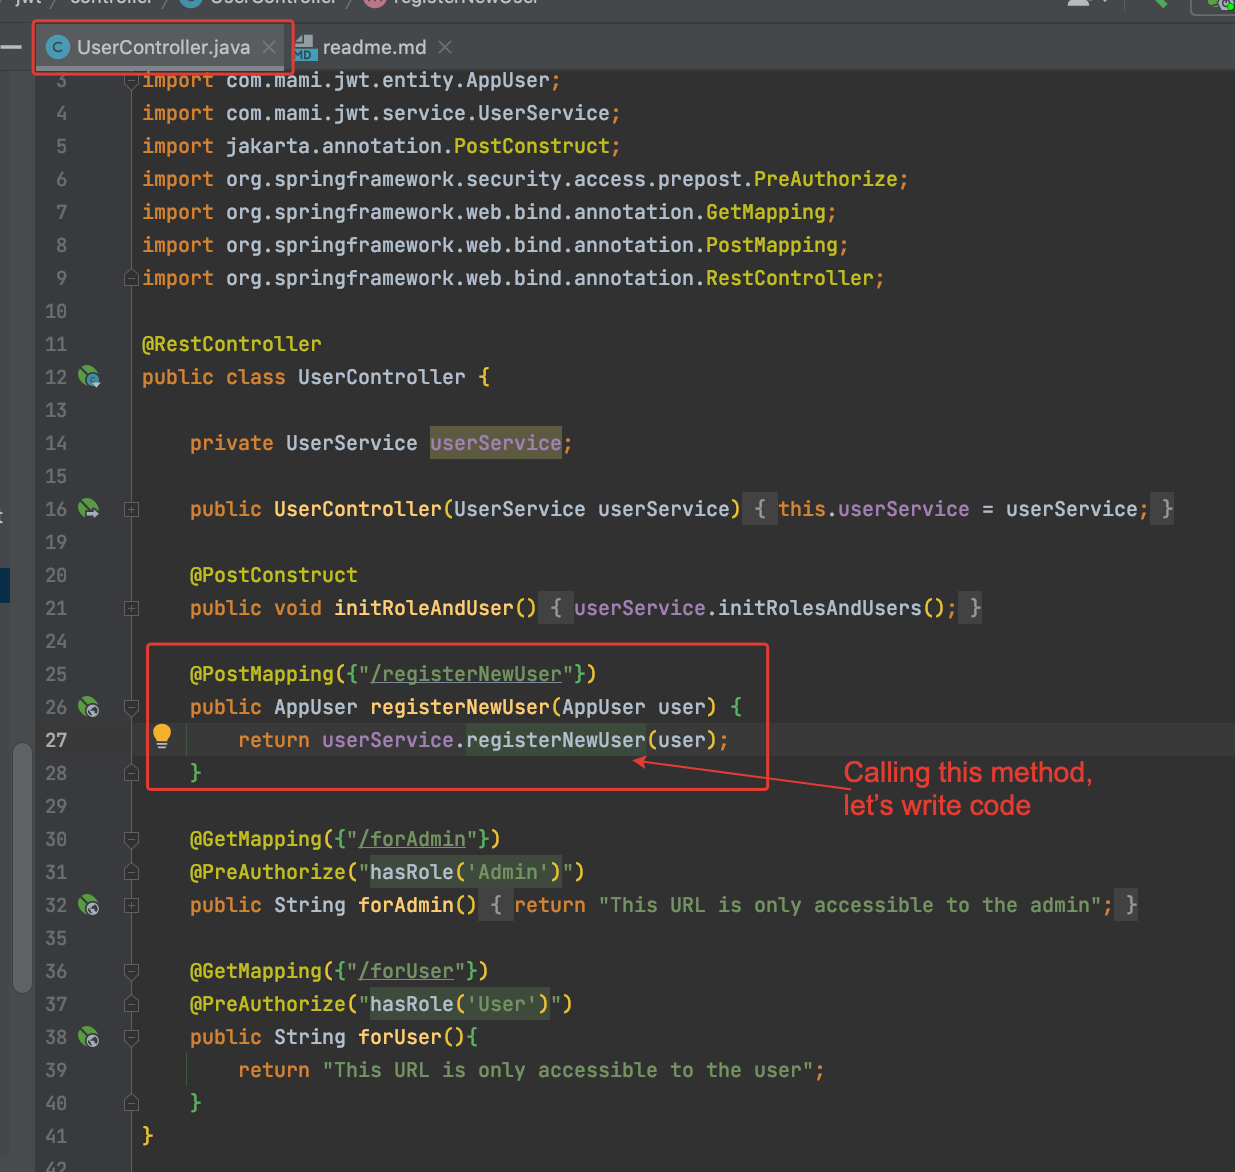 jwt / controller / UserController / registerNewUser
UserController.java readme.md
3 import com.mami.jwt.entity.AppUser;
4 import com.mami.jwt.service.UserService;
5 import jakarta.annotation.PostConstruct;
6 import org.springframework.security.access.prepost.PreAuthorize;
7 import org.springframework.web.bind.annotation.GetMapping;
8 import org.springframework.web.bind.annotation.PostMapping;
9 import org.springframework.web.bind.annotation.RestController;
10
11 @RestController
12 public class UserController {
13
14 private UserService userService;
15
16 public UserController(UserService userService) { this.userService = userService; }
19
20 @PostConstruct
21 public void initRoleAndUser() { userService.initRolesAndUsers(); }
24
25 @PostMapping({"/registerNewUser"})
26 public AppUser registerNewUser(AppUser user) {
27 return userService.registerNewUser(user);
28 }
Calling this method,
let's write code
29
30 @GetMapping({"/forAdmin"})
31 @PreAuthorize("hasRole('Admin')")
32 public String forAdmin() { return "This URL is only accessible to the admin"; }
35
36 @GetMapping({"/forUser"})
37 @PreAuthorize("hasRole('User')")
38 public String forUser(){
39 return "This URL is only accessible to the user";
40 }
41 }
42